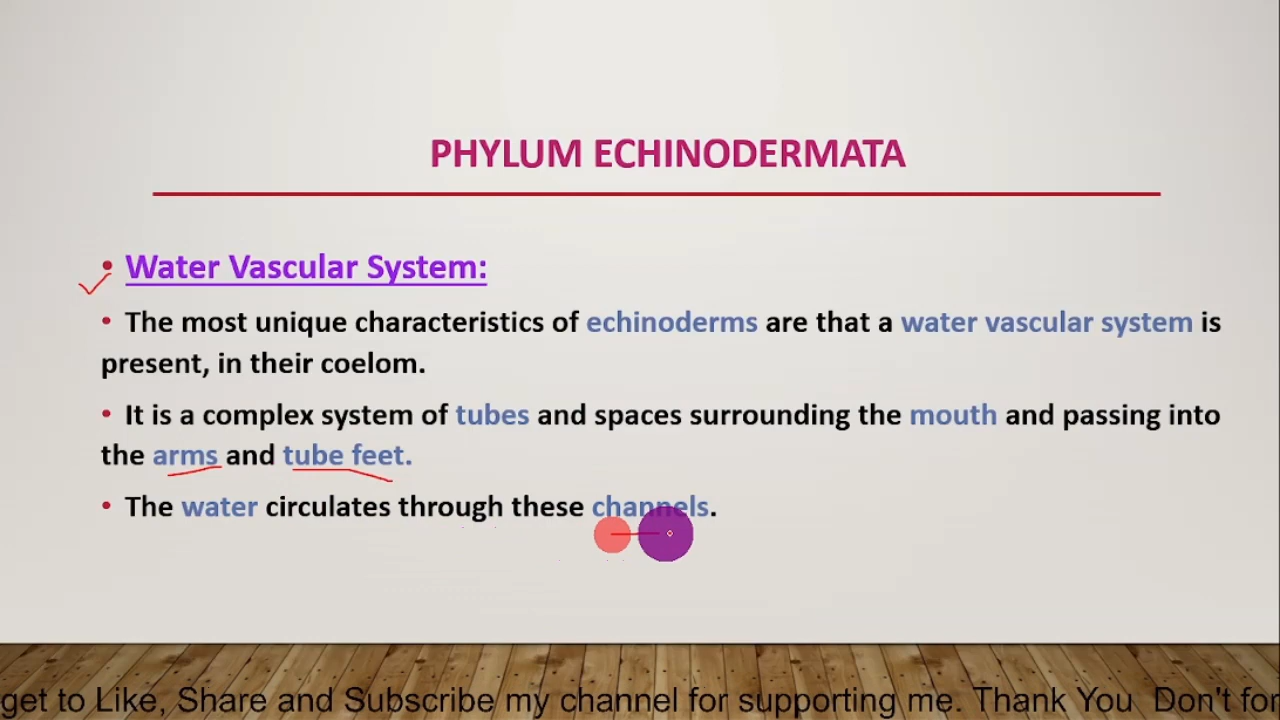 PHYLUM ECHINODERMATA
• Water Vascular System:
• The most unique characteristics of echinoderms are that a water vascular system is
present, in their coelom.
• It is a complex system of tubes and spaces surrounding the mouth and passing into
the arms and tube feet.
• The water circulates through these channels.
get to Like, Share and Subscribe my channel for supporting me. Thank You Don't for